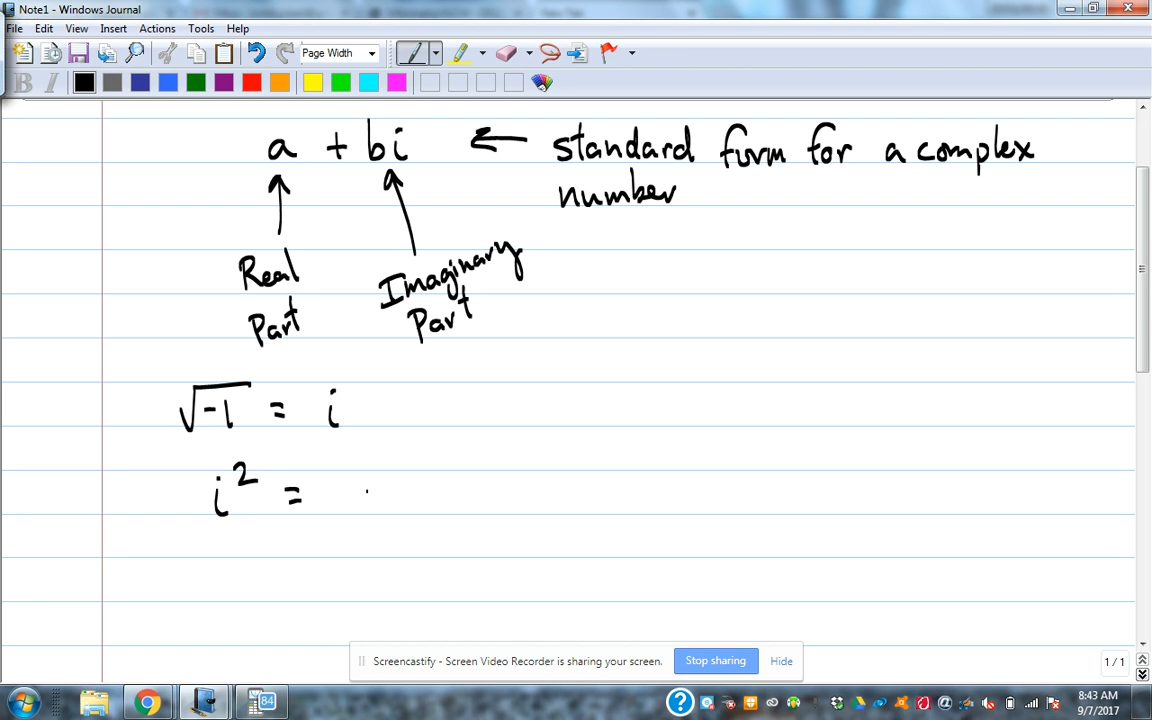 Note1 - Windows Journal
File Edit View Insert Actions Tools Help
Page Width
B I
a + bi ← standard form for a complex
number
Real
Part
Imaginary
Part
√-1 = i
i² =
Screencastify - Screen Video Recorder is sharing your screen. Stop sharing Hide
1 / 1
84
8:43 AM
9/7/2017